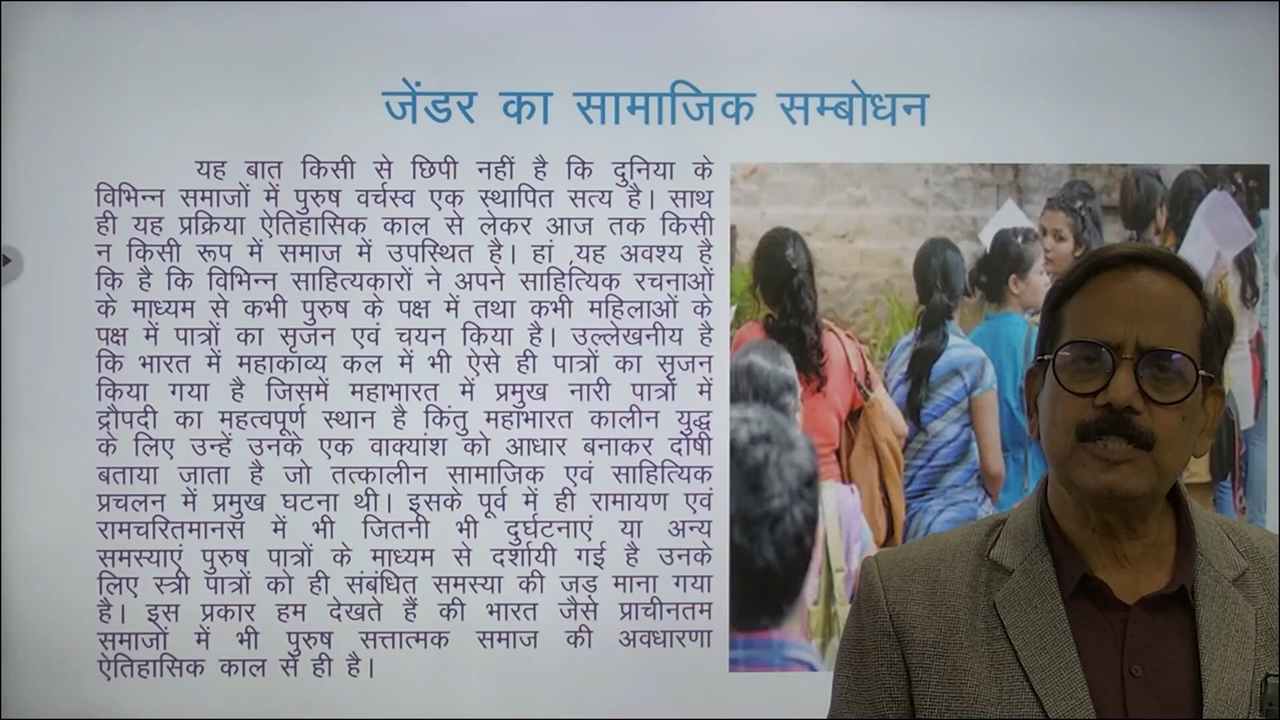 जेंडर का सामाजिक सम्बोधन
यह बात किसी से छिपी नहीं है कि दुनिया के
विभिन्न समाजों में पुरुष वर्चस्व एक स्थापित सत्य है। साथ
ही यह प्रक्रिया ऐतिहासिक काल से लेकर आज तक किसी
न किसी रूप में समाज में उपस्थित है। हां ,यह अवश्य है
कि है कि विभिन्न साहित्यकारों ने अपने साहित्यिक रचनाओं
के माध्यम से कभी पुरुष के पक्ष में तथा कभी महिलाओं के
पक्ष में पात्रों का सृजन एवं चयन किया है। उल्लेखनीय है
कि भारत में महाकाव्य कल में भी ऐसे ही पात्रों का सृजन
किया गया है जिसमें महाभारत में प्रमुख नारी पात्रों में
द्रौपदी का महत्वपूर्ण स्थान है किंतु महाभारत कालीन युद्ध
के लिए उन्हें उनके एक वाक्यांश को आधार बनाकर दोषी
बताया जाता है जो तत्कालीन सामाजिक एवं साहित्यिक
प्रचलन में प्रमुख घटना थी। इसके पूर्व में ही रामायण एवं
रामचरितमानस में भी जितनी भी दुर्घटनाएं या अन्य
समस्याएं पुरुष पात्रों के माध्यम से दर्शायी गई है उनके
लिए स्त्री पात्रों को ही संबंधित समस्या की जड़ माना गया
है। इस प्रकार हम देखते हैं की भारत जैसे प्राचीनतम
समाजों में भी पुरुष सत्तात्मक समाज की अवधारणा
ऐतिहासिक काल से ही है।